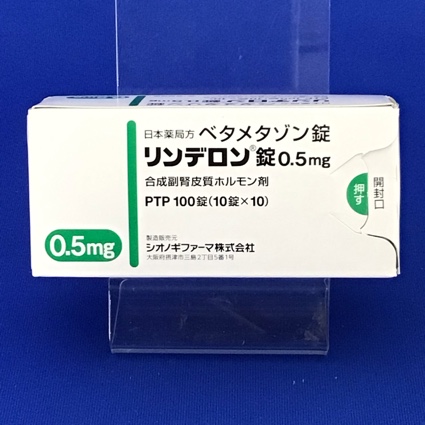 日本薬局方 ベタメタゾン錠
リンデロン®錠0.5mg
合成副腎皮質ホルモン剤
PTP 100錠(10錠×10)
製造販売元
シオノギファーマ株式会社
大阪府摂津市三島2丁目5番1号
0.5mg
開封口
押す